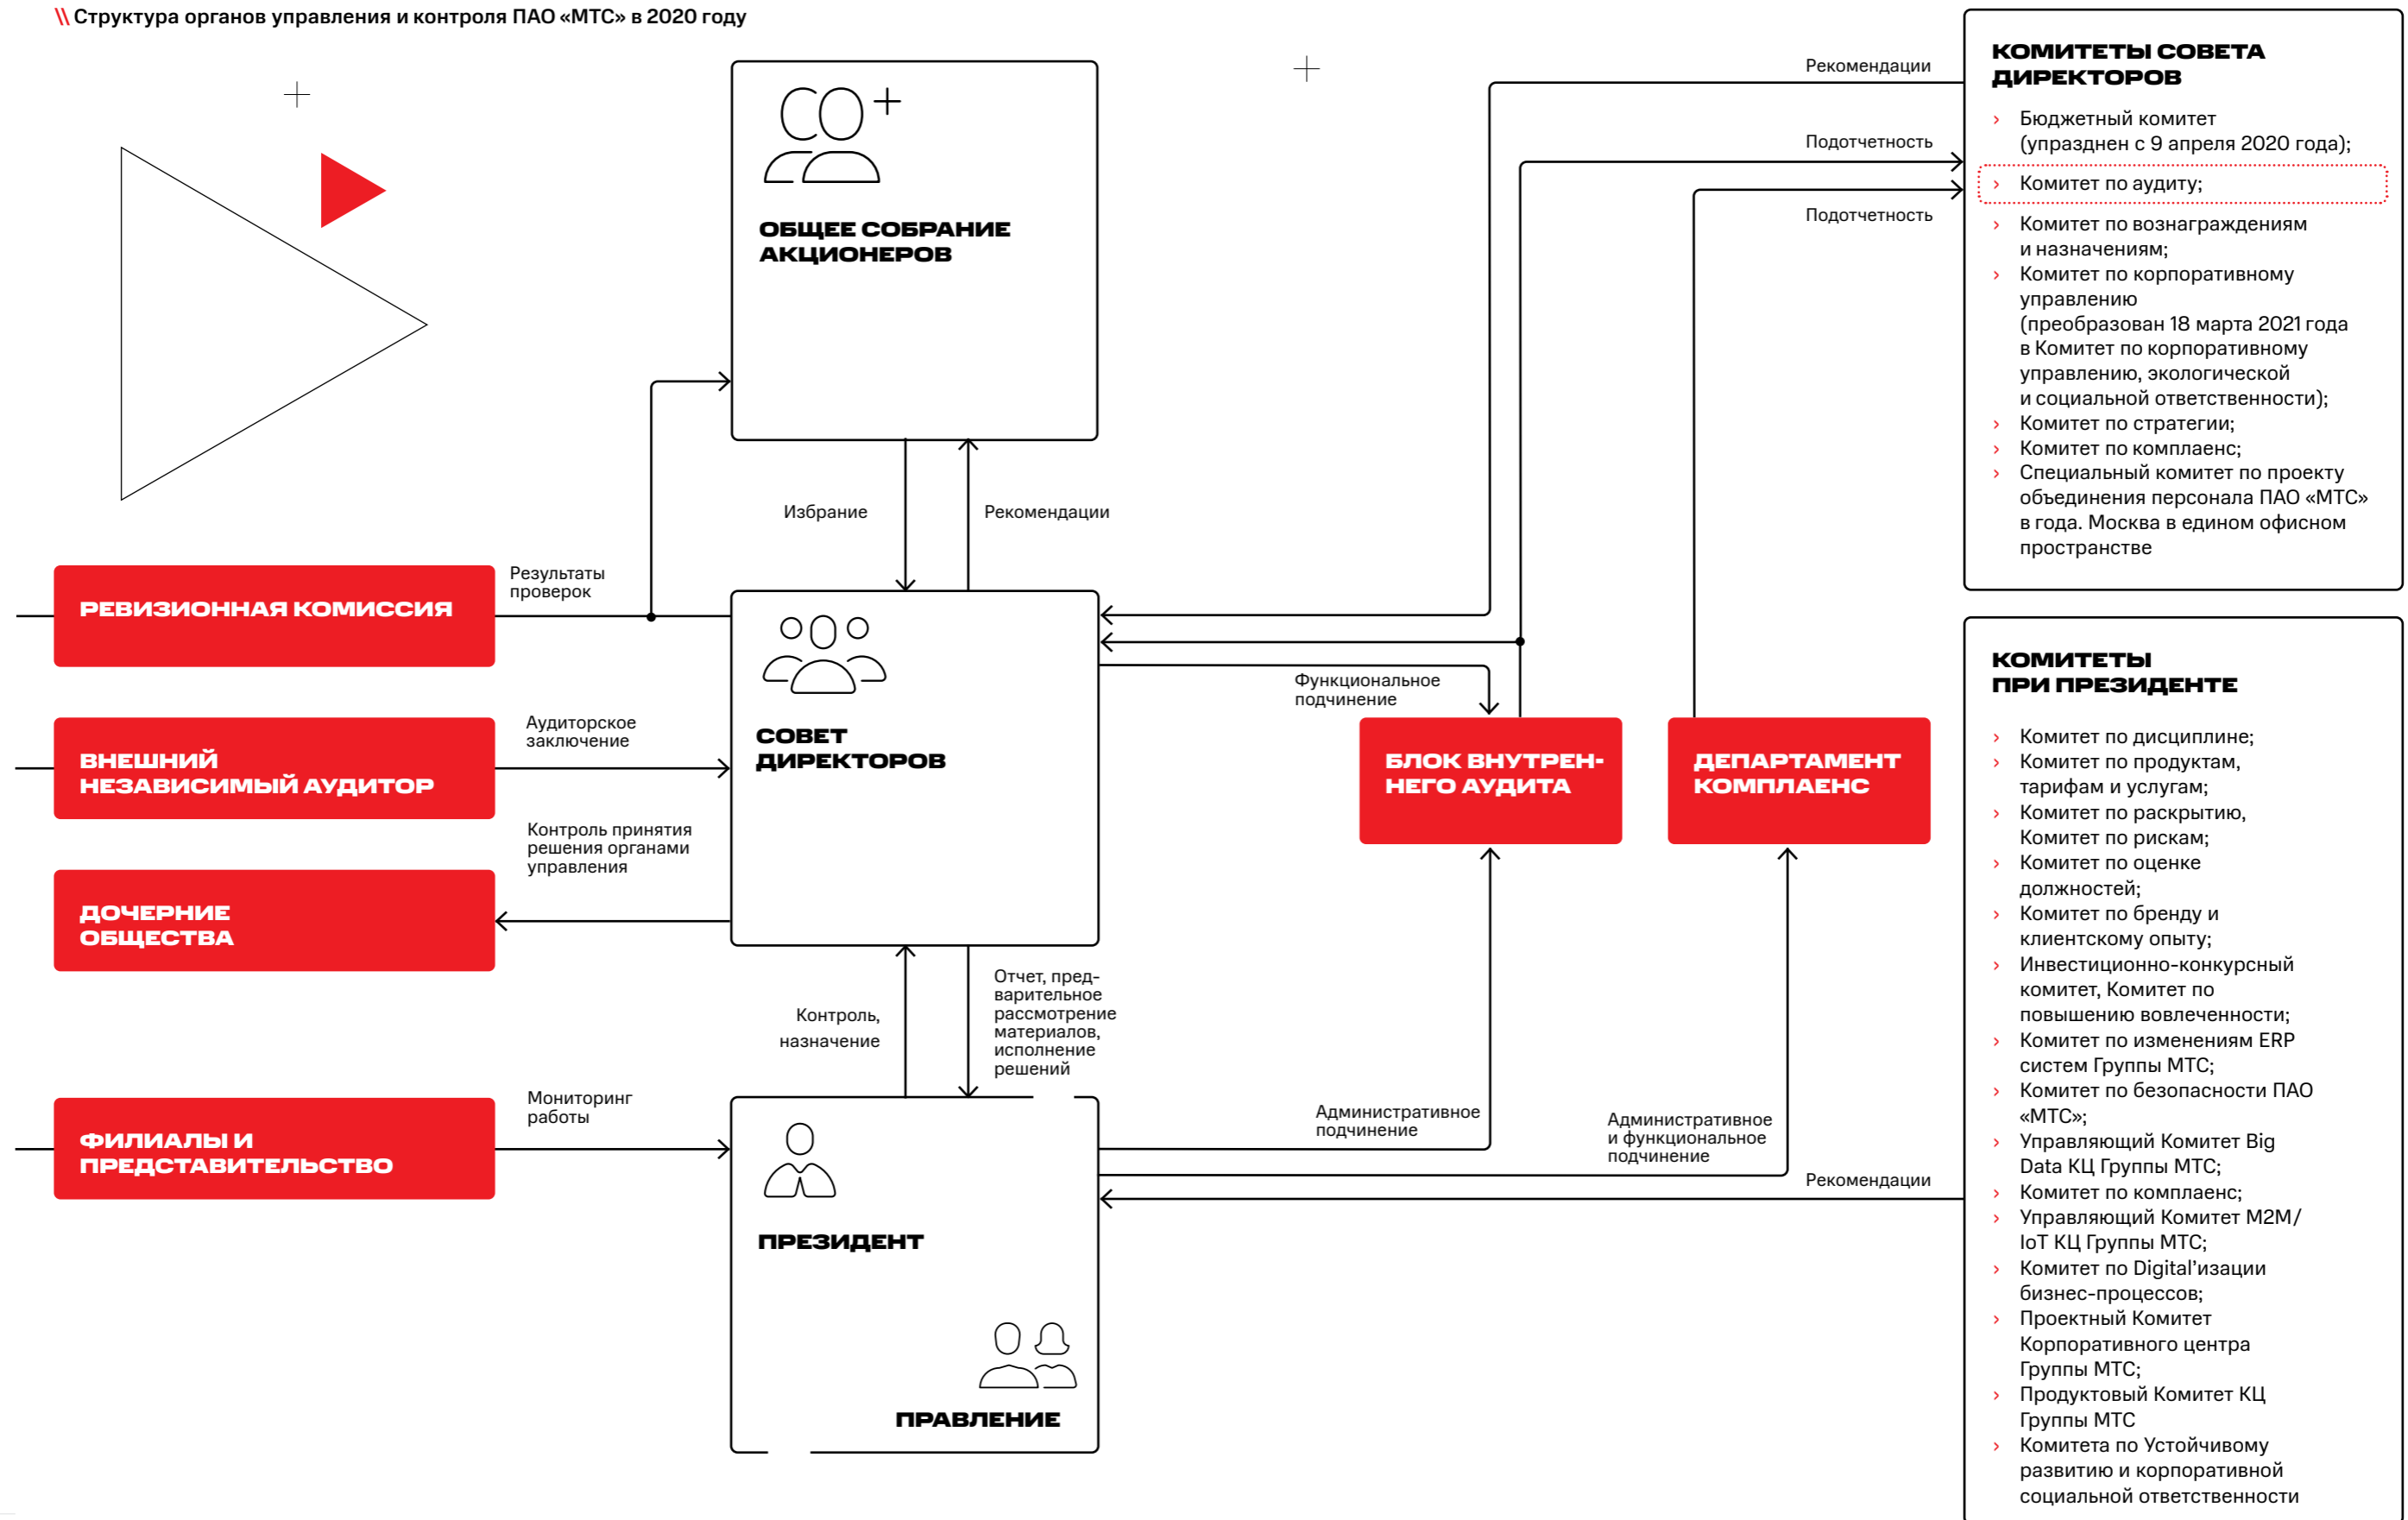 \\ Структура органов управления и контроля ПАО «МТС» в 2020 году
ОБЩЕЕ СОБРАНИЕ
АКЦИОНЕРОВ
Избрание
Рекомендации
РЕВИЗИОННАЯ КОМИССИЯ
Результаты
проверок
ВНЕШНИЙ
НЕЗАВИСИМЫЙ АУДИТОР
Аудиторское
заключение
ДОЧЕРНИЕ
ОБЩЕСТВА
Контроль принятия
решения органами
управления
ФИЛИАЛЫ И
ПРЕДСТАВИТЕЛЬСТВО
Мониторинг
работы
СОВЕТ
ДИРЕКТОРОВ
Контроль,
назначение
Отчет, пред-
варительное
рассмотрение
материалов,
исполнение
решений
ПРЕЗИДЕНТ
ПРАВЛЕНИЕ
Функциональное
подчинение
БЛОК ВНУТРЕН-
НЕГО АУДИТА
ДЕПАРТАМЕНТ
КОМПЛАЕНС
Административное
подчинение
Административное
и функциональное
подчинение
Рекомендации
Подотчетность
Подотчетность
Рекомендации
КОМИТЕТЫ СОВЕТА
ДИРЕКТОРОВ
› Бюджетный комитет
(упразднен с 9 апреля 2020 года);
› Комитет по аудиту;
› Комитет по вознаграждениям
и назначениям;
› Комитет по корпоративному
управлению
(преобразован 18 марта 2021 года
в Комитет по корпоративному
управлению, экологической
и социальной ответственности);
› Комитет по стратегии;
› Комитет по комплаенс;
› Специальный комитет по проекту
объединения персонала ПАО «МТС»
в года. Москва в едином офисном
пространстве
КОМИТЕТЫ
ПРИ ПРЕЗИДЕНТЕ
› Комитет по дисциплине;
› Комитет по продуктам,
тарифам и услугам;
› Комитет по раскрытию,
Комитет по рискам;
› Комитет по оценке
должностей;
› Комитет по бренду и
клиентскому опыту;
› Инвестиционно-конкурсный
комитет, Комитет по
повышению вовлеченности;
› Комитет по изменениям ERP
систем Группы МТС;
› Комитет по безопасности ПАО
«МТС»;
› Управляющий Комитет Big
Data КЦ Группы МТС;
› Комитет по комплаенс;
› Управляющий Комитет M2M/
IoT КЦ Группы МТС;
› Комитет по Digital’изации
бизнес-процессов;
› Проектный Комитет
Корпоративного центра
Группы МТС;
› Продуктовый Комитет КЦ
Группы МТС
› Комитета по Устойчивому
развитию и корпоративной
социальной ответственности